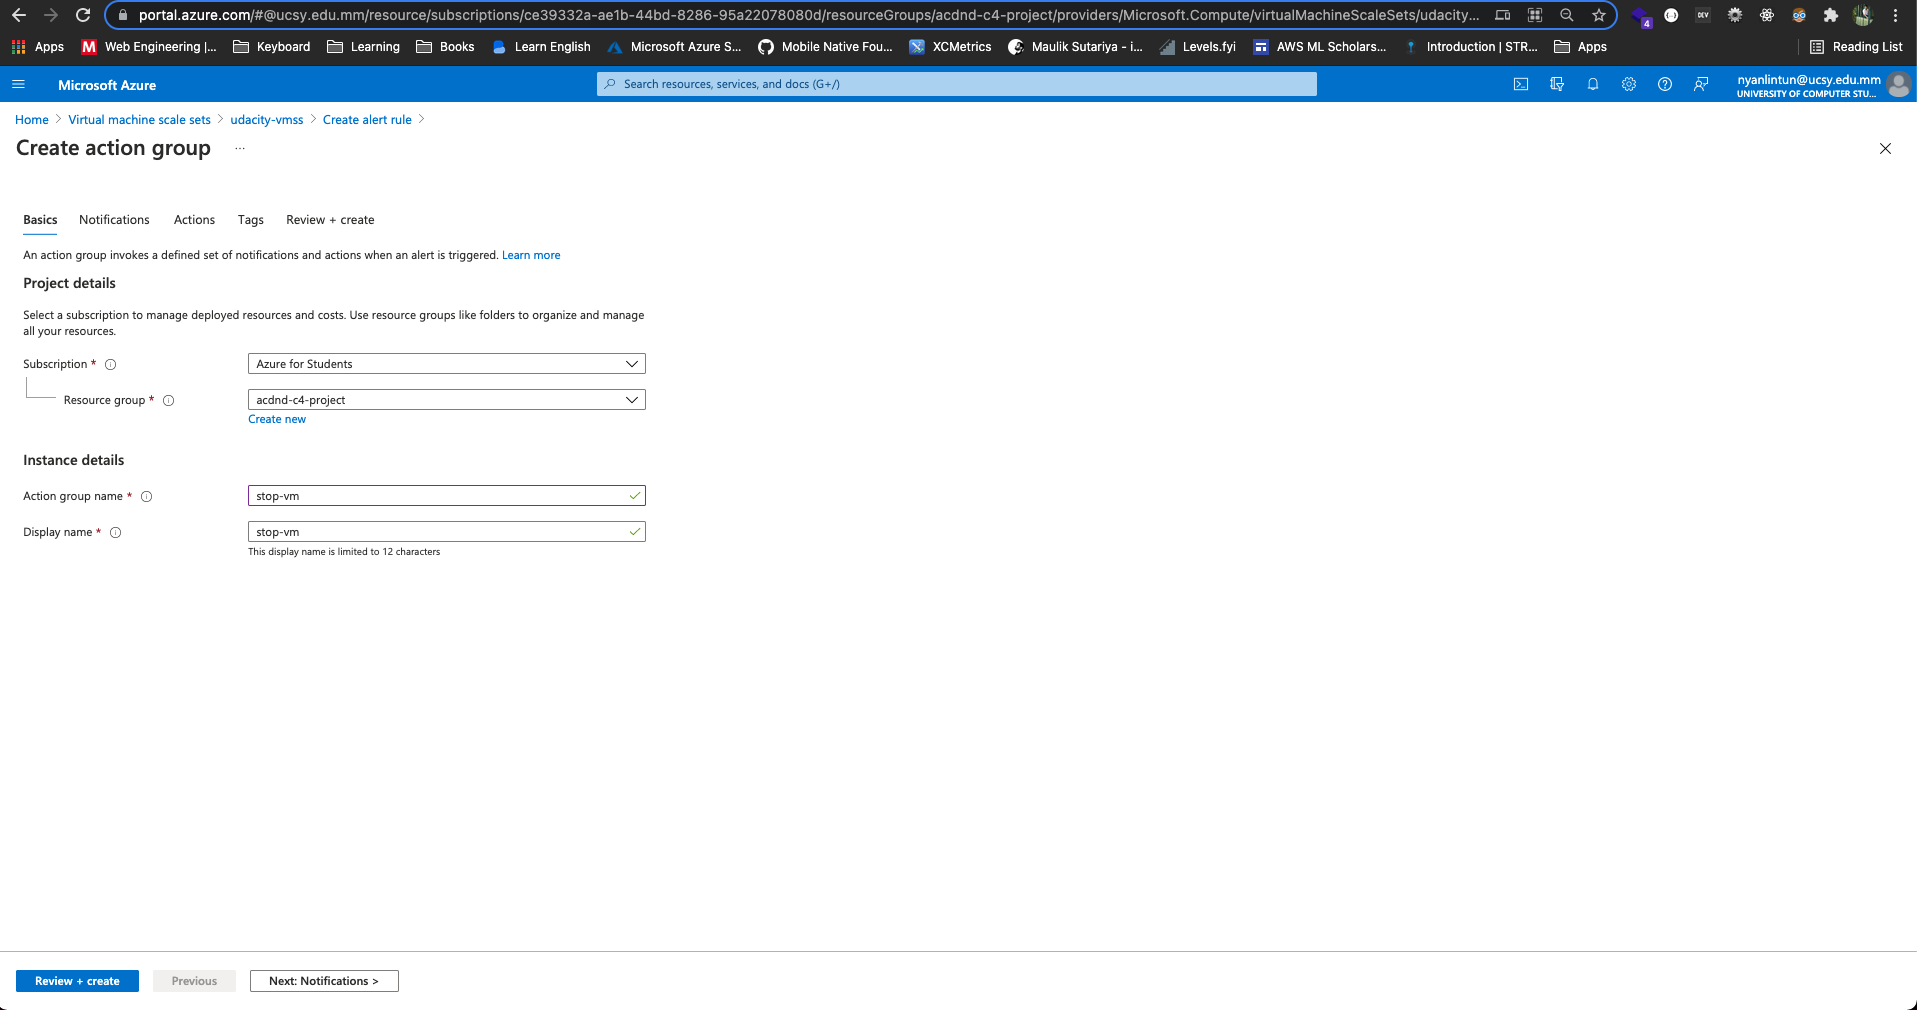 portal.azure.com/#@ucsy.edu.mm/resource/subscriptions/ce39332a-ae1b-44bd-8286-95a22078080d/resourceGroups/acdnd-c4-project/providers/Microsoft.Compute/virtualMachineScaleSets/udacity...
4
DEV
Apps
M Web Engineering |...
Keyboard
Learning
Books
Learn English
Microsoft Azure S...
Mobile Native Fou...
XCMetrics
Maulik Sutariya - i...
Levels.fyi
AWS ML Scholars...
Introduction | STR...
Apps
Reading List
Microsoft Azure
Search resources, services, and docs (G+/)
nyanlintun@ucsy.edu.mm
UNIVERSITY OF COMPUTER STU...
Home > Virtual machine scale sets > udacity-vmss > Create alert rule >
Create action group ...
Basics
Notifications
Actions
Tags
Review + create
An action group invokes a defined set of notifications and actions when an alert is triggered. Learn more
Project details
Select a subscription to manage deployed resources and costs. Use resource groups like folders to organize and manage
all your resources.
Subscription *
Azure for Students
Resource group *
acdnd-c4-project
Create new
Instance details
Action group name *
stop-vm
Display name *
stop-vm
This display name is limited to 12 characters
Review + create
Previous
Next: Notifications >